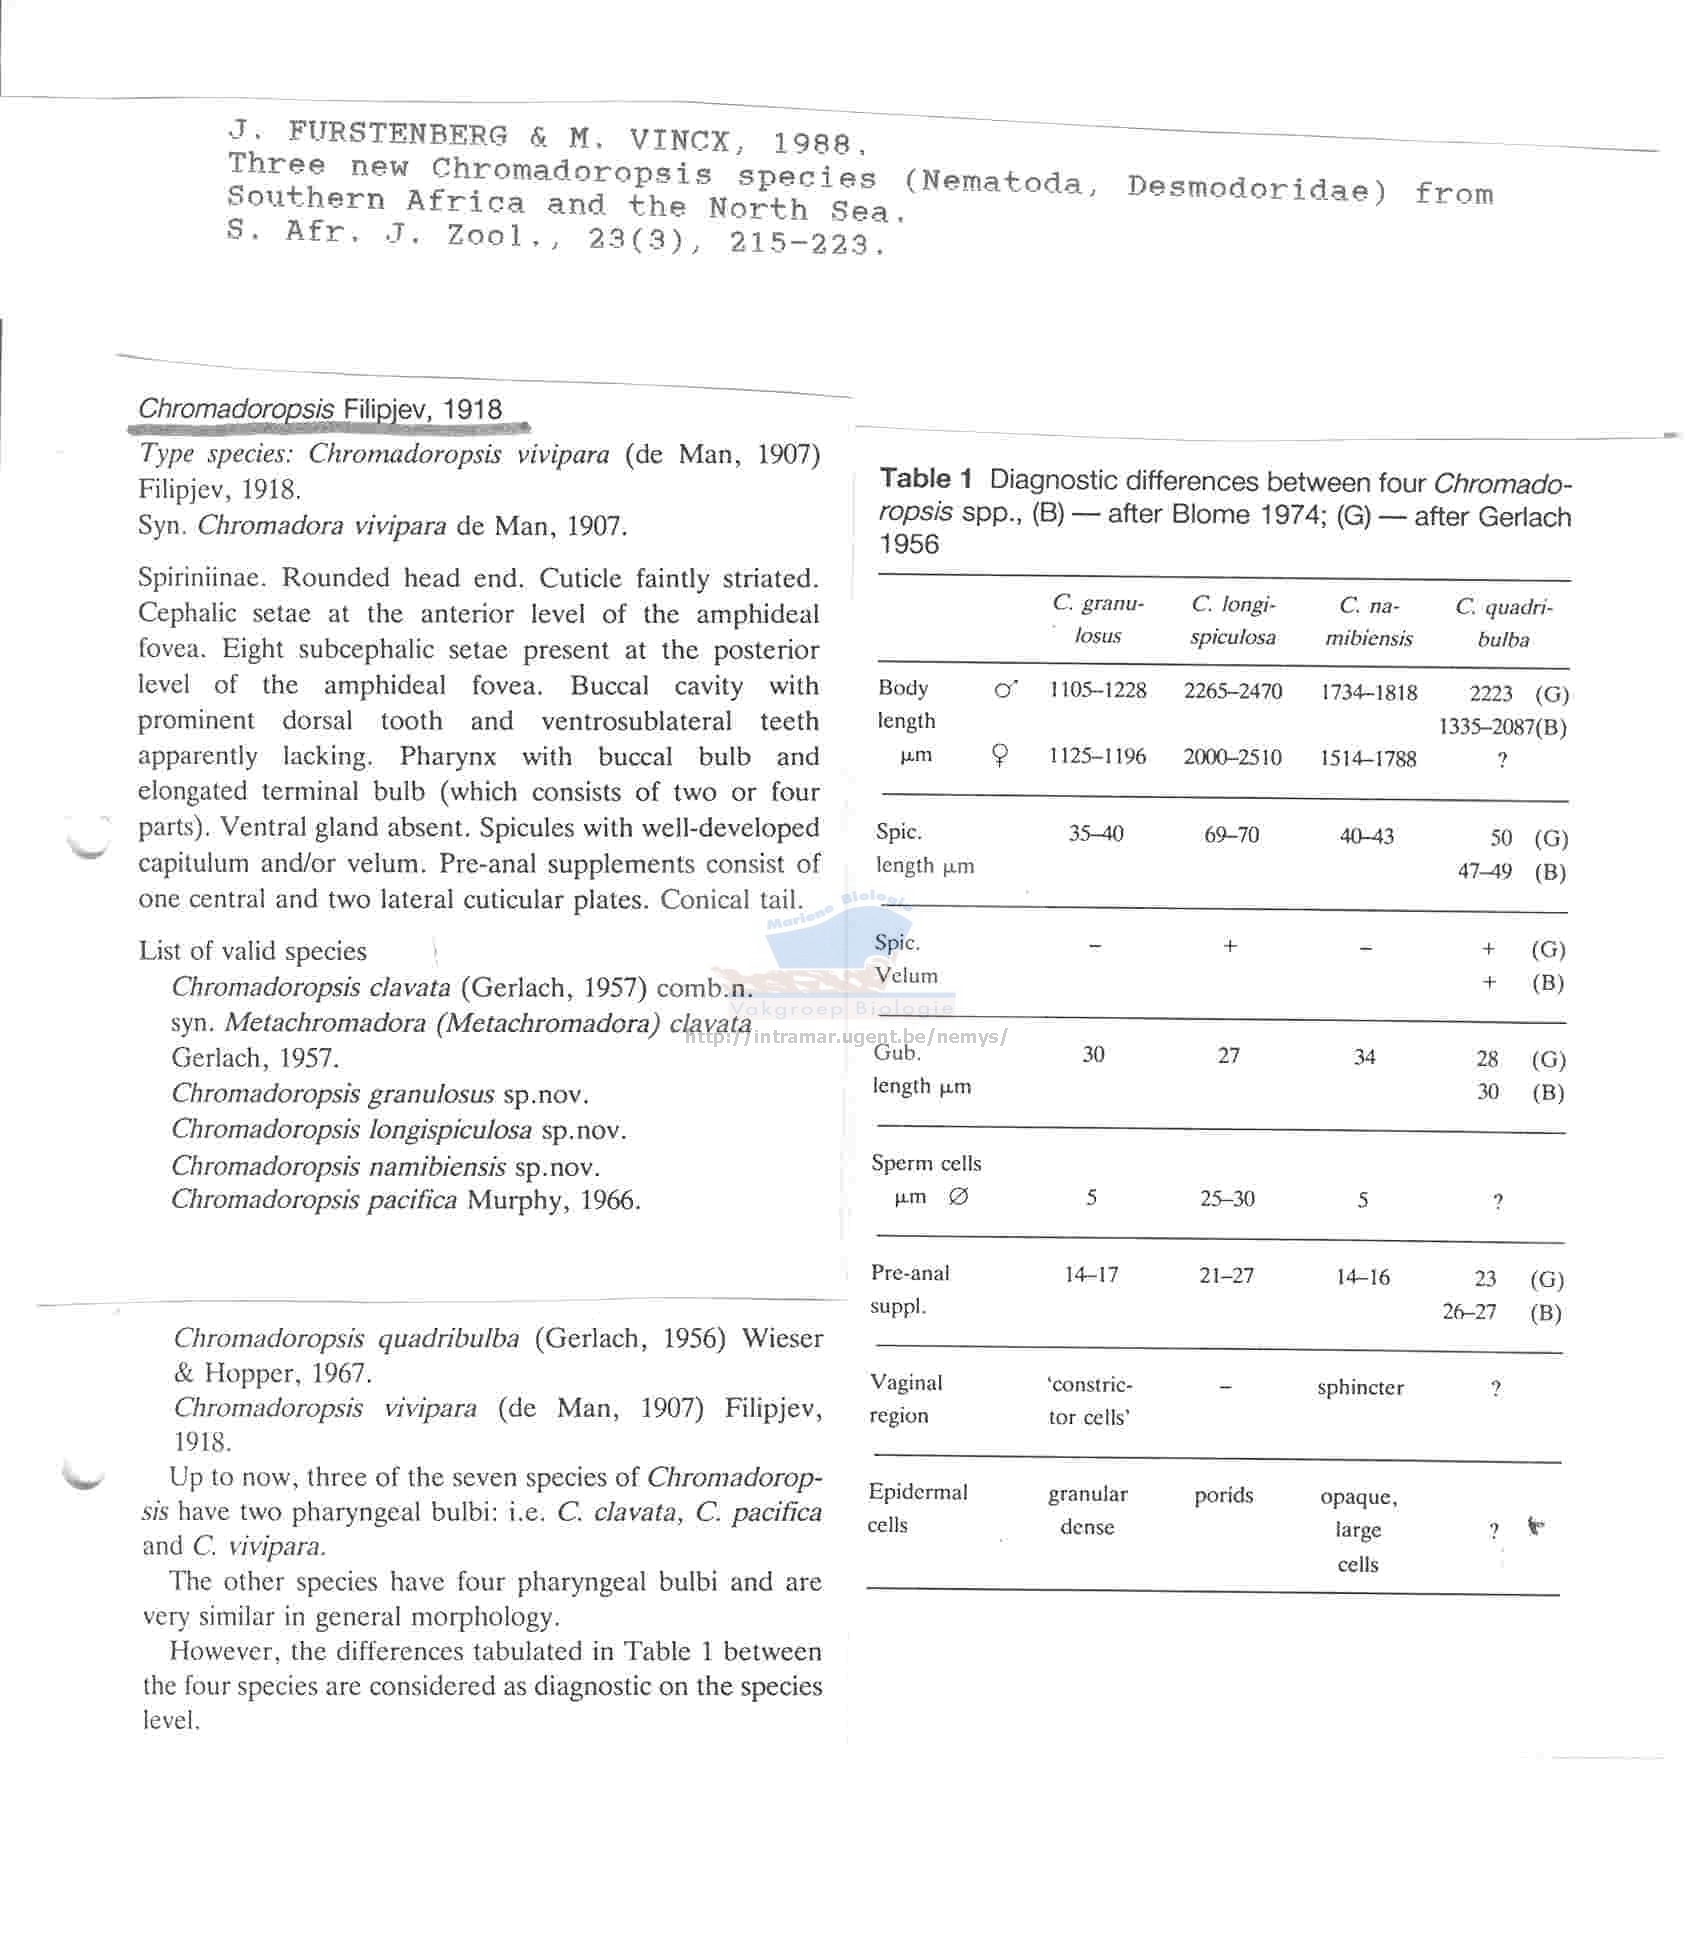 J. FURSTENBERG & M. VINCX, 1988.
Three new Chromadoropsis species (Nematoda, Desmodoridae) from
Southern Africa and the North Sea.
S. Afr. J. Zool., 23(3), 215-223.
Chromadoropsis Filipjev, 1918
Type species: Chromadoropsis vivipara (de Man, 1907)
Filipjev, 1918.
Syn. Chromadora vivipara de Man, 1907.
Spiriniinae. Rounded head end. Cuticle faintly striated.
Cephalic setae at the anterior level of the amphideal
fovea. Eight subcephalic setae present at the posterior
level of the amphideal fovea. Buccal cavity with
prominent dorsal tooth and ventrosublateral teeth
apparently lacking. Pharynx with buccal bulb and
elongated terminal bulb (which consists of two or four
parts). Ventral gland absent. Spicules with well-developed
capitulum and/or velum. Pre-anal supplements consist of
one central and two lateral cuticular plates. Conical tail.
List of valid species
Chromadoropsis clavata (Gerlach, 1957) comb.n.
syn. Metachromadora (Metachromadora) clavata
Gerlach, 1957.
Chromadoropsis granulosus sp.nov.
Chromadoropsis longispiculosa sp.nov.
Chromadoropsis namibiensis sp.nov.
Chromadoropsis pacifica Murphy, 1966.
Chromadoropsis quadribulba (Gerlach, 1956) Wieser
& Hopper, 1967.
Chromadoropsis vivipara (de Man, 1907) Filipjev,
1918.
Up to now, three of the seven species of Chromadorop-
sis have two pharyngeal bulbi: i.e. C. clavata, C. pacifica
and C. vivipara.
The other species have four pharyngeal bulbi and are
very similar in general morphology.
However, the differences tabulated in Table 1 between
the four species are considered as diagnostic on the species
level.
Table 1 Diagnostic differences between four Chromado-
ropsis spp., (B) — after Blome 1974; (G) — after Gerlach
1956
C. granu- C. longi- C. na- C. quadri-
losus spiculosa mibiensis bulba
Body ♂ 1105–1228 2265–2470 1734–1818 2223 (G)
length 1335–2087(B)
μm ♀ 1125–1196 2000–2510 1514–1788 ?
Spic. 35–40 69–70 40–43 50 (G)
length μm 47–49 (B)
Spic. – + – + (G)
Velum + (B)
Gub. 30 27 34 28 (G)
length μm 30 (B)
Sperm cells
μm ∅ 5 25–30 5 ?
Pre-anal 14–17 21–27 14–16 23 (G)
suppl. 26–27 (B)
Vaginal 'constric- – sphincter ?
region tor cells'
Epidermal granular porids opaque,
cells dense large ?
cells
Mariene Biologie
Vakgroep Biologie
http://intramar.ugent.be/nemys/